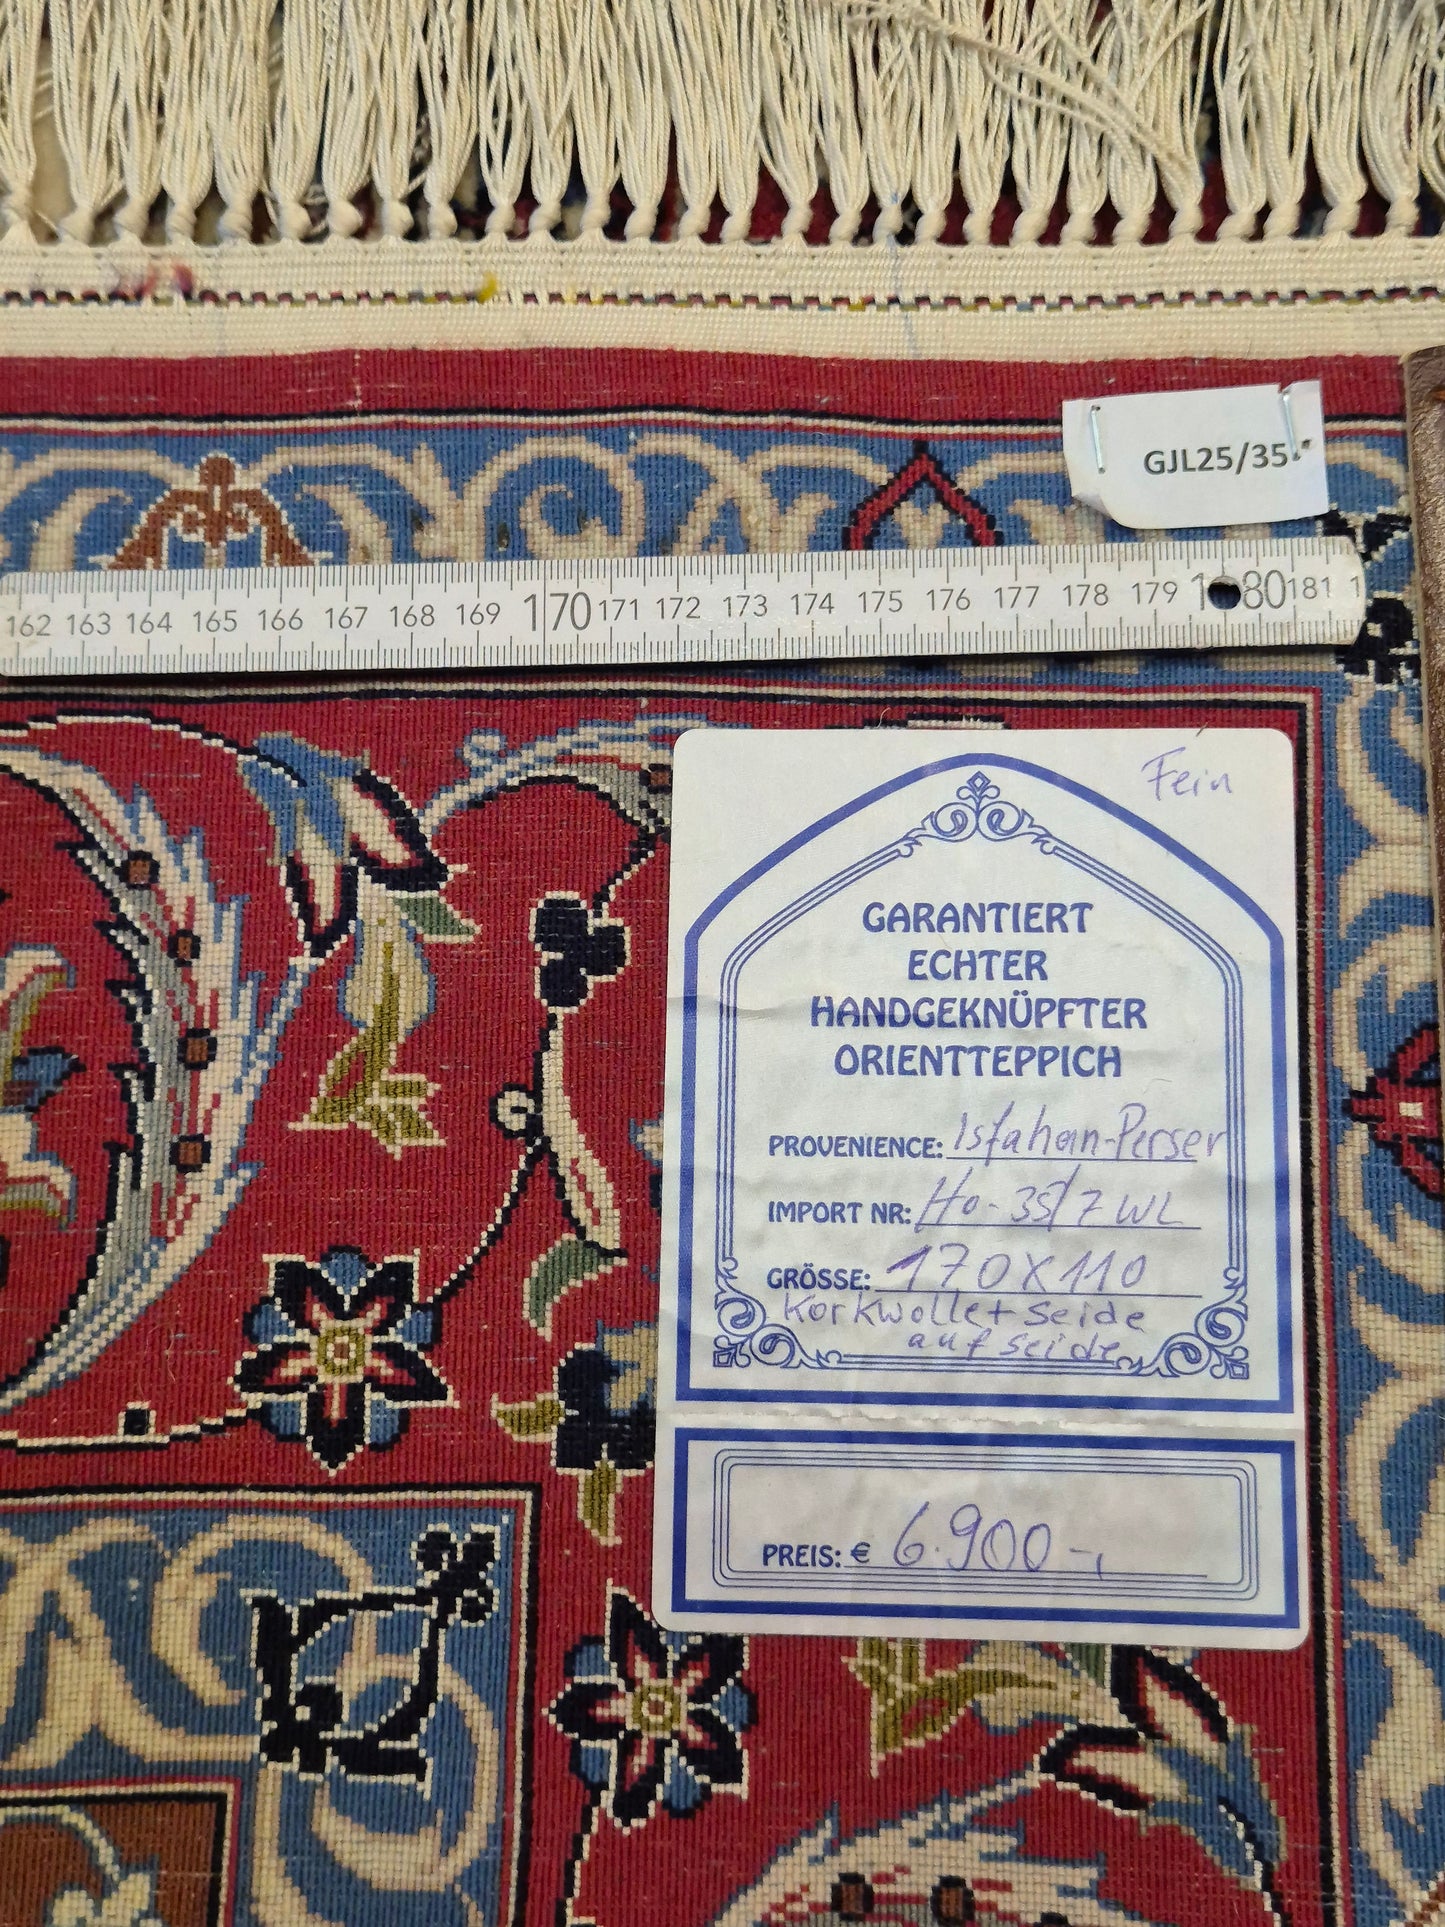 GJL25/35
162 163 164 165 166 167 168 169 170 171 172 173 174 175 176 177 178 179 180 181 1
Fein
GARANTIERT
ECHTER
HANDGEKNÜPFTER
ORIENTTEPPICH
PROVENIENCE: Isfahan-Perser
IMPORT NR: Ho-35/7 WL
GRÖSSE: 170x110
Korkwolle+Seide
auf Seide
PREIS: € 6.900-,